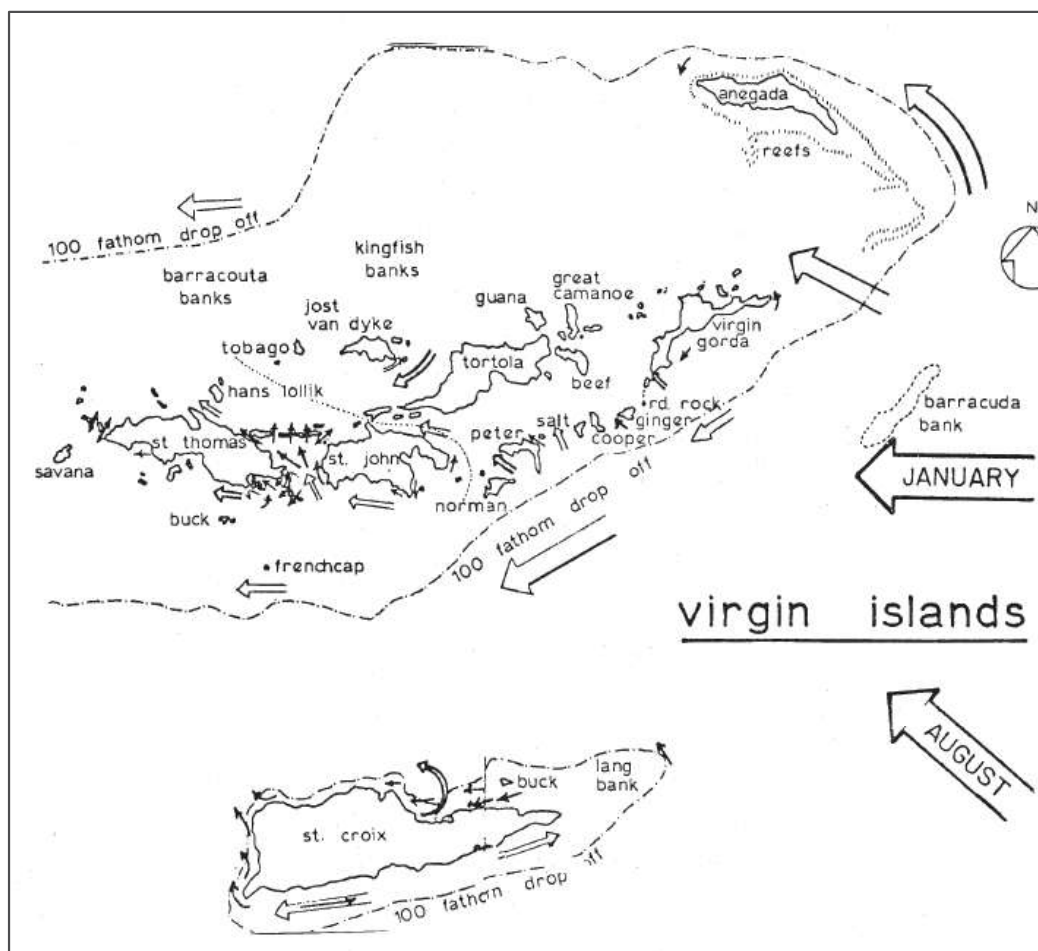 anegada
reefs
N
100 fathom drop off
kingfish
banks
barracouta
banks
great
camanoe
guana
jost
van dyke
virgin
gorda
tobago
tortola
beef
hans lollik
rd. rock
ginger
barracuda
bank
salt
cooper
peter
st. thomas
st. john
savana
norman
JANUARY
buck
100 fathom drop off
frenchcap
virgin islands
AUGUST
lang
bank
buck
st. croix
100 fathom drop off